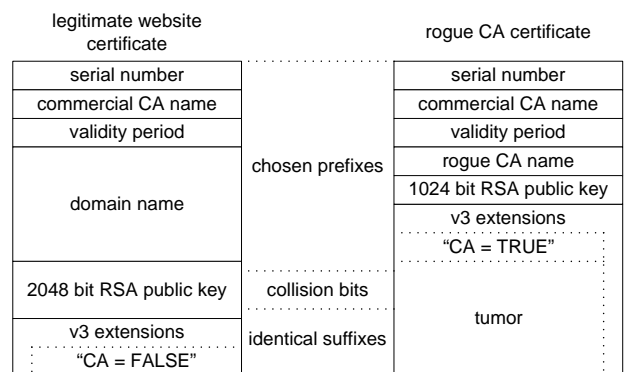 legitimate website
certificate
serial number
commercial CA name
validity period
domain name
2048 bit RSA public key
v3 extensions
“CA = FALSE”
chosen prefixes
collision bits
identical suffixes
rogue CA certificate
serial number
commercial CA name
validity period
rogue CA name
1024 bit RSA public key
v3 extensions
“CA = TRUE”
tumor